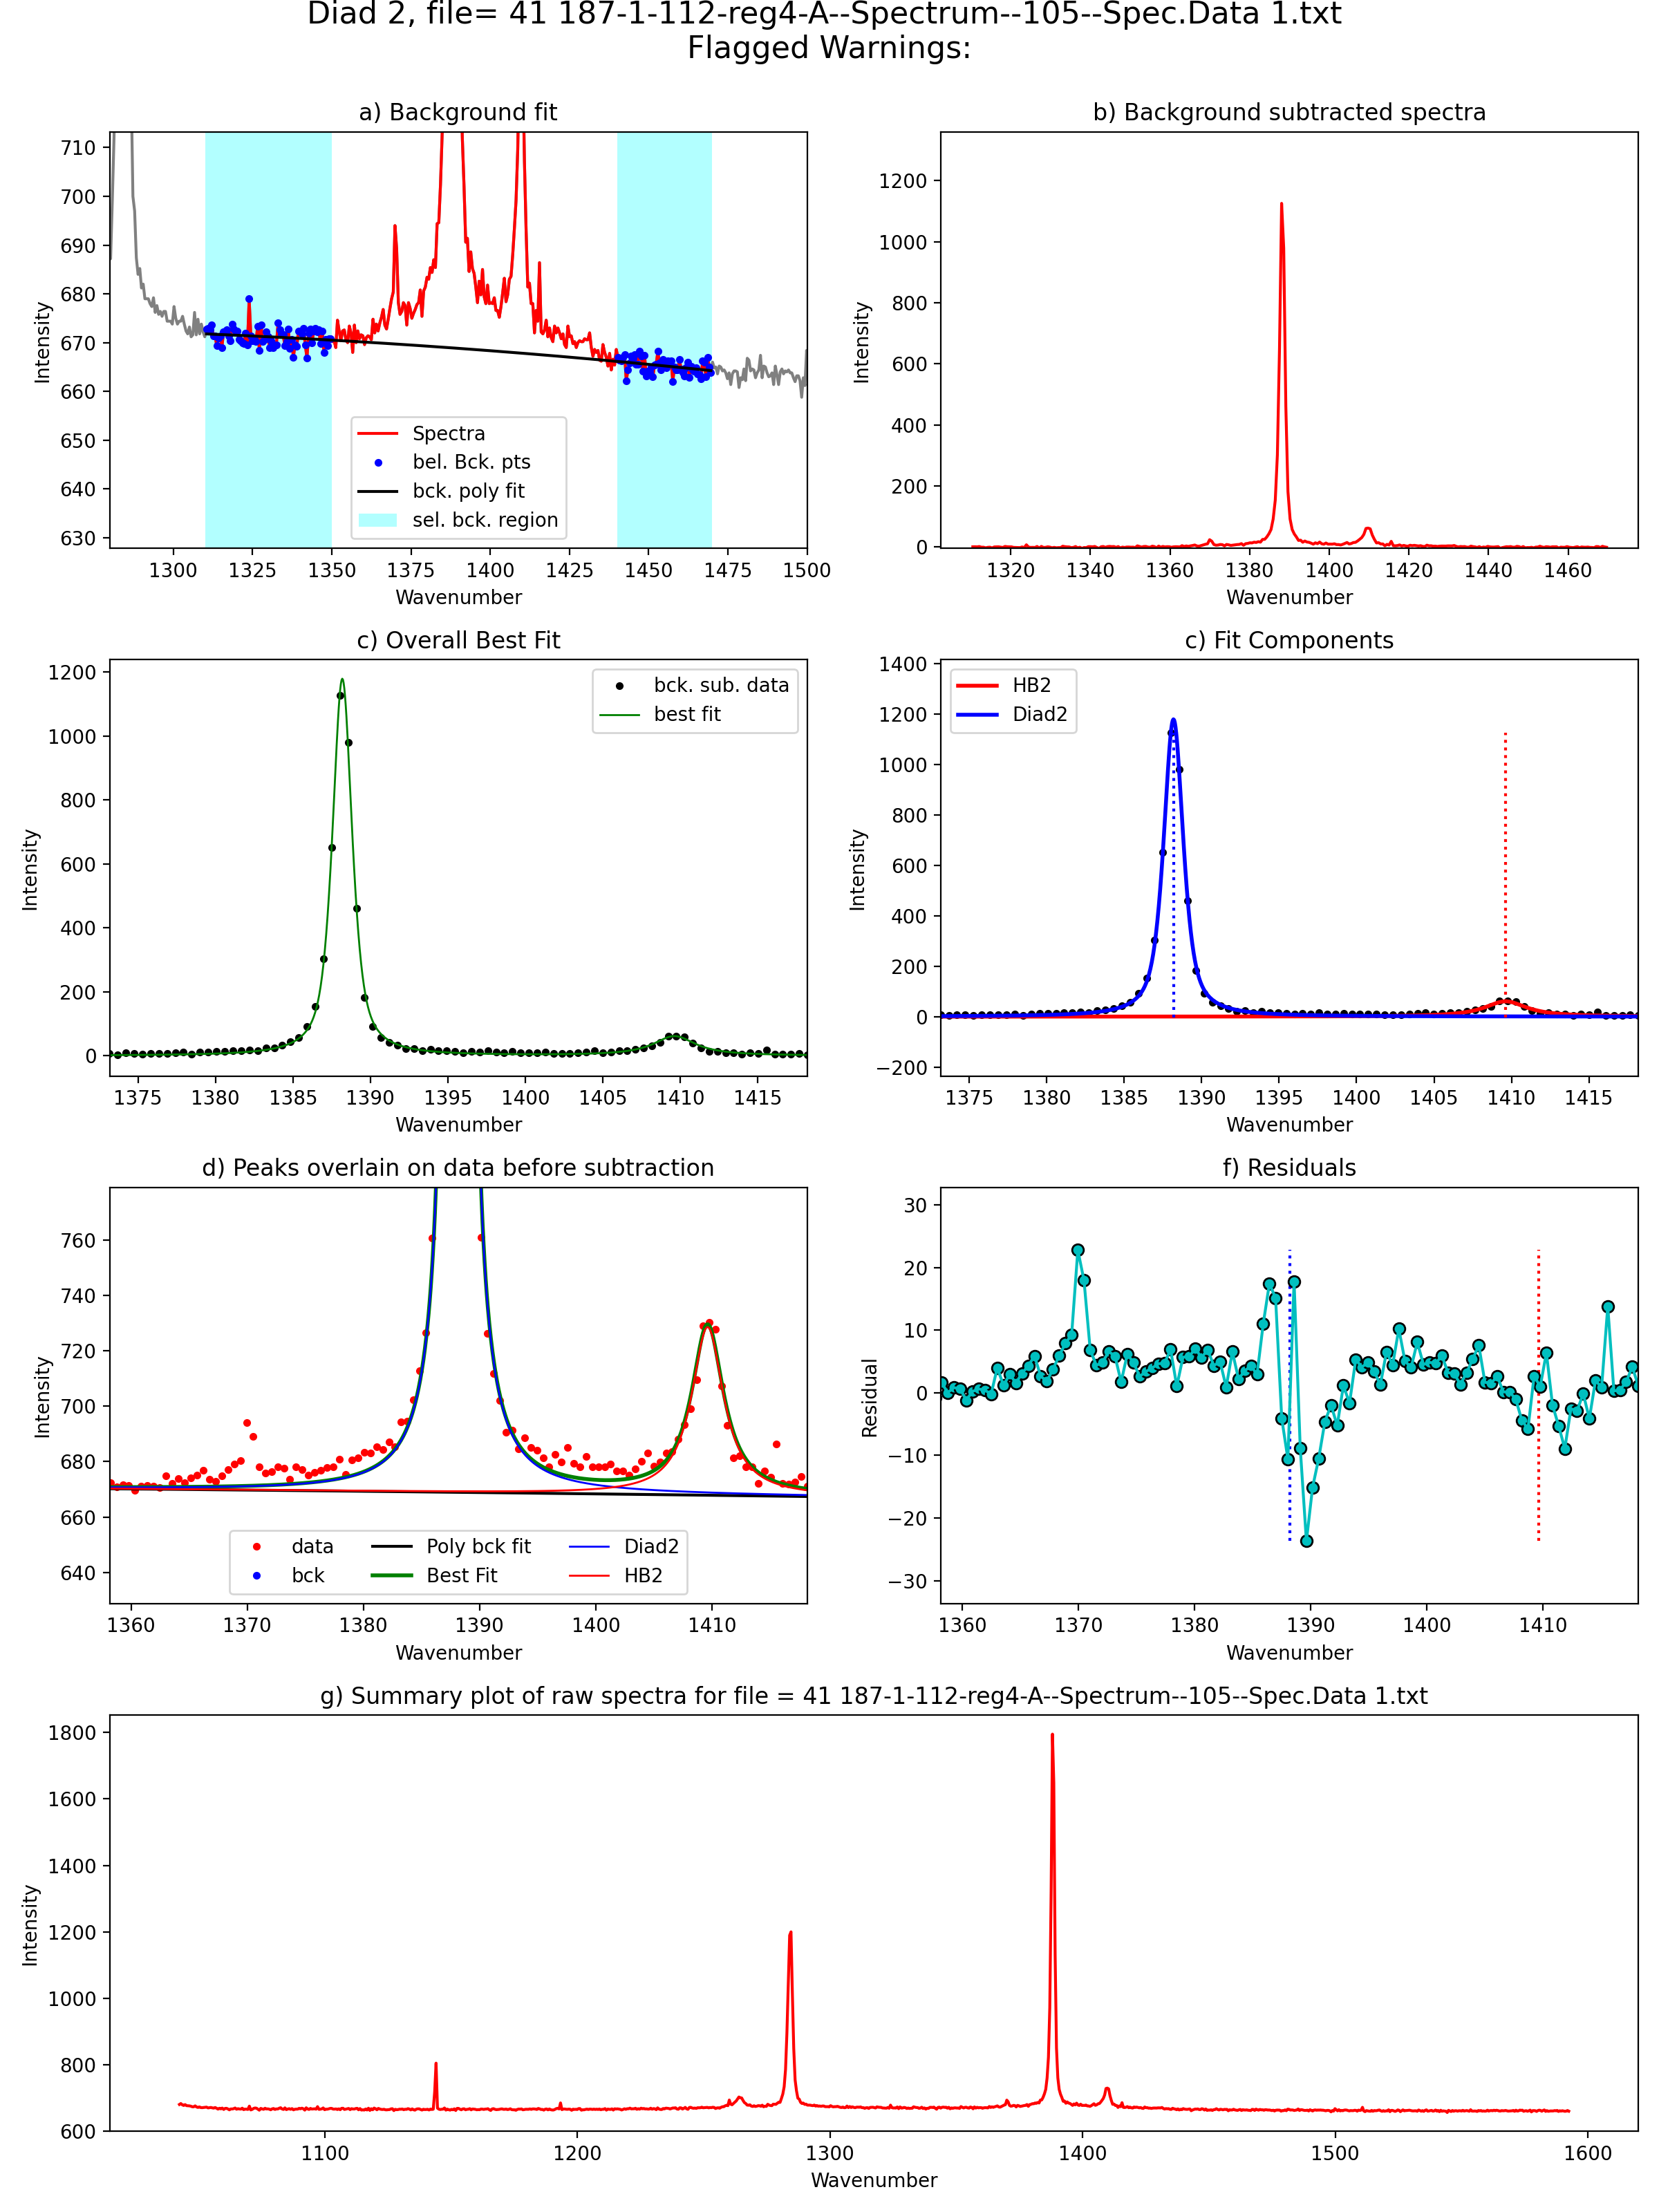 Diad 2, file= 41 187-1-112-reg4-A--Spectrum--105--Spec.Data 1.txt
Flagged Warnings:
a) Background fit
710
700
690
680
670
660
650
640
630
Intensity
Spectra
bel. Bck. pts
bck. poly fit
sel. bck. region
1300 1325 1350 1375 1400 1425 1450 1475 1500
Wavenumber
b) Background subtracted spectra
1200
1000
800
600
400
200
0
Intensity
1320 1340 1360 1380 1400 1420 1440 1460
Wavenumber
c) Overall Best Fit
1200
1000
800
600
400
200
0
Intensity
bck. sub. data
best fit
1375 1380 1385 1390 1395 1400 1405 1410 1415
Wavenumber
c) Fit Components
1400
1200
1000
800
600
400
200
0
−200
Intensity
HB2
Diad2
1375 1380 1385 1390 1395 1400 1405 1410 1415
Wavenumber
d) Peaks overlain on data before subtraction
760
740
720
700
680
660
640
Intensity
data Poly bck fit Diad2
bck Best Fit HB2
1360 1370 1380 1390 1400 1410
Wavenumber
f) Residuals
30
20
10
0
−10
−20
−30
Residual
1360 1370 1380 1390 1400 1410
Wavenumber
g) Summary plot of raw spectra for file = 41 187-1-112-reg4-A--Spectrum--105--Spec.Data 1.txt
1800
1600
1400
1200
1000
800
600
Intensity
1100 1200 1300 1400 1500 1600
Wavenumber